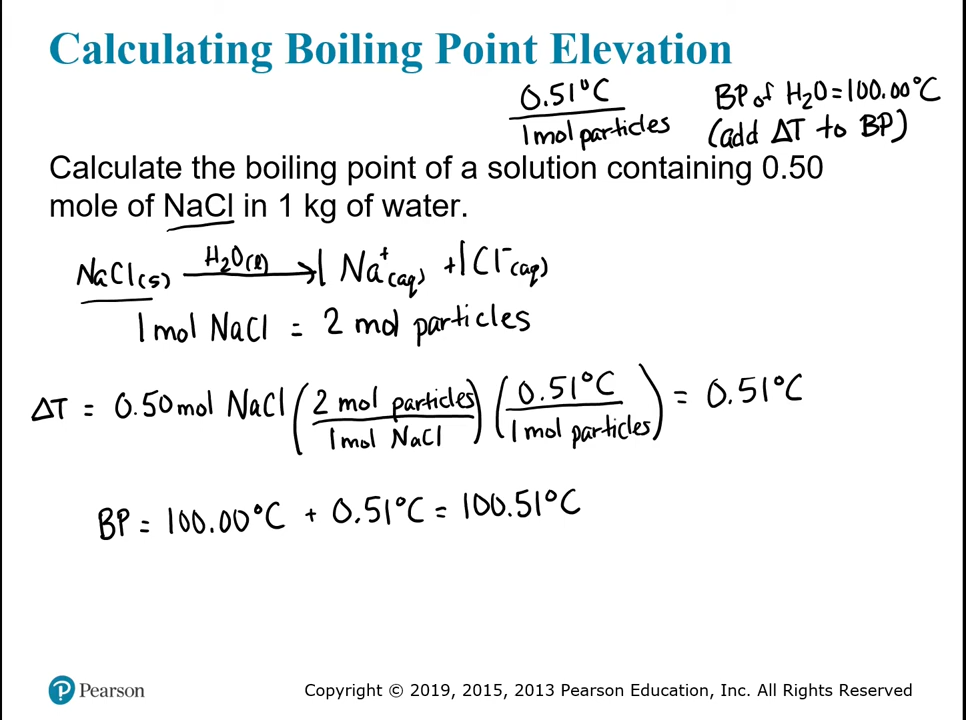 Calculating Boiling Point Elevation
0.51°C
1 mol particles
BP of H₂O = 100.00°C
(add ΔT to BP)
Calculate the boiling point of a solution containing 0.50
mole of NaCl in 1 kg of water.
NaCl(s) —H₂O(l)→ 1 Na⁺(aq) + 1 Cl⁻(aq)
1 mol NaCl = 2 mol particles
ΔT = 0.50 mol NaCl (2 mol particles / 1 mol NaCl) (0.51°C / 1 mol particles) = 0.51°C
BP = 100.00°C + 0.51°C = 100.51°C
Pearson
Copyright © 2019, 2015, 2013 Pearson Education, Inc. All Rights Reserved